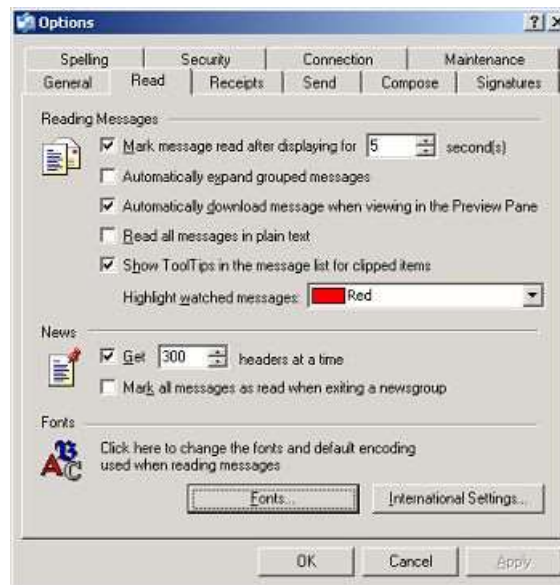 Options
Spelling Security Connection Maintenance
General Read Receipts Send Compose Signatures
Reading Messages
Mark message read after displaying for 5 second(s)
Automatically expand grouped messages
Automatically download message when viewing in the Preview Pane
Read all messages in plain text
Show ToolTips in the message list for clipped items
Highlight watched messages: Red
News
Get 300 headers at a time
Mark all messages as read when exiting a newsgroup
Fonts
Click here to change the fonts and default encoding
used when reading messages
Fonts... International Settings...
OK Cancel Apply